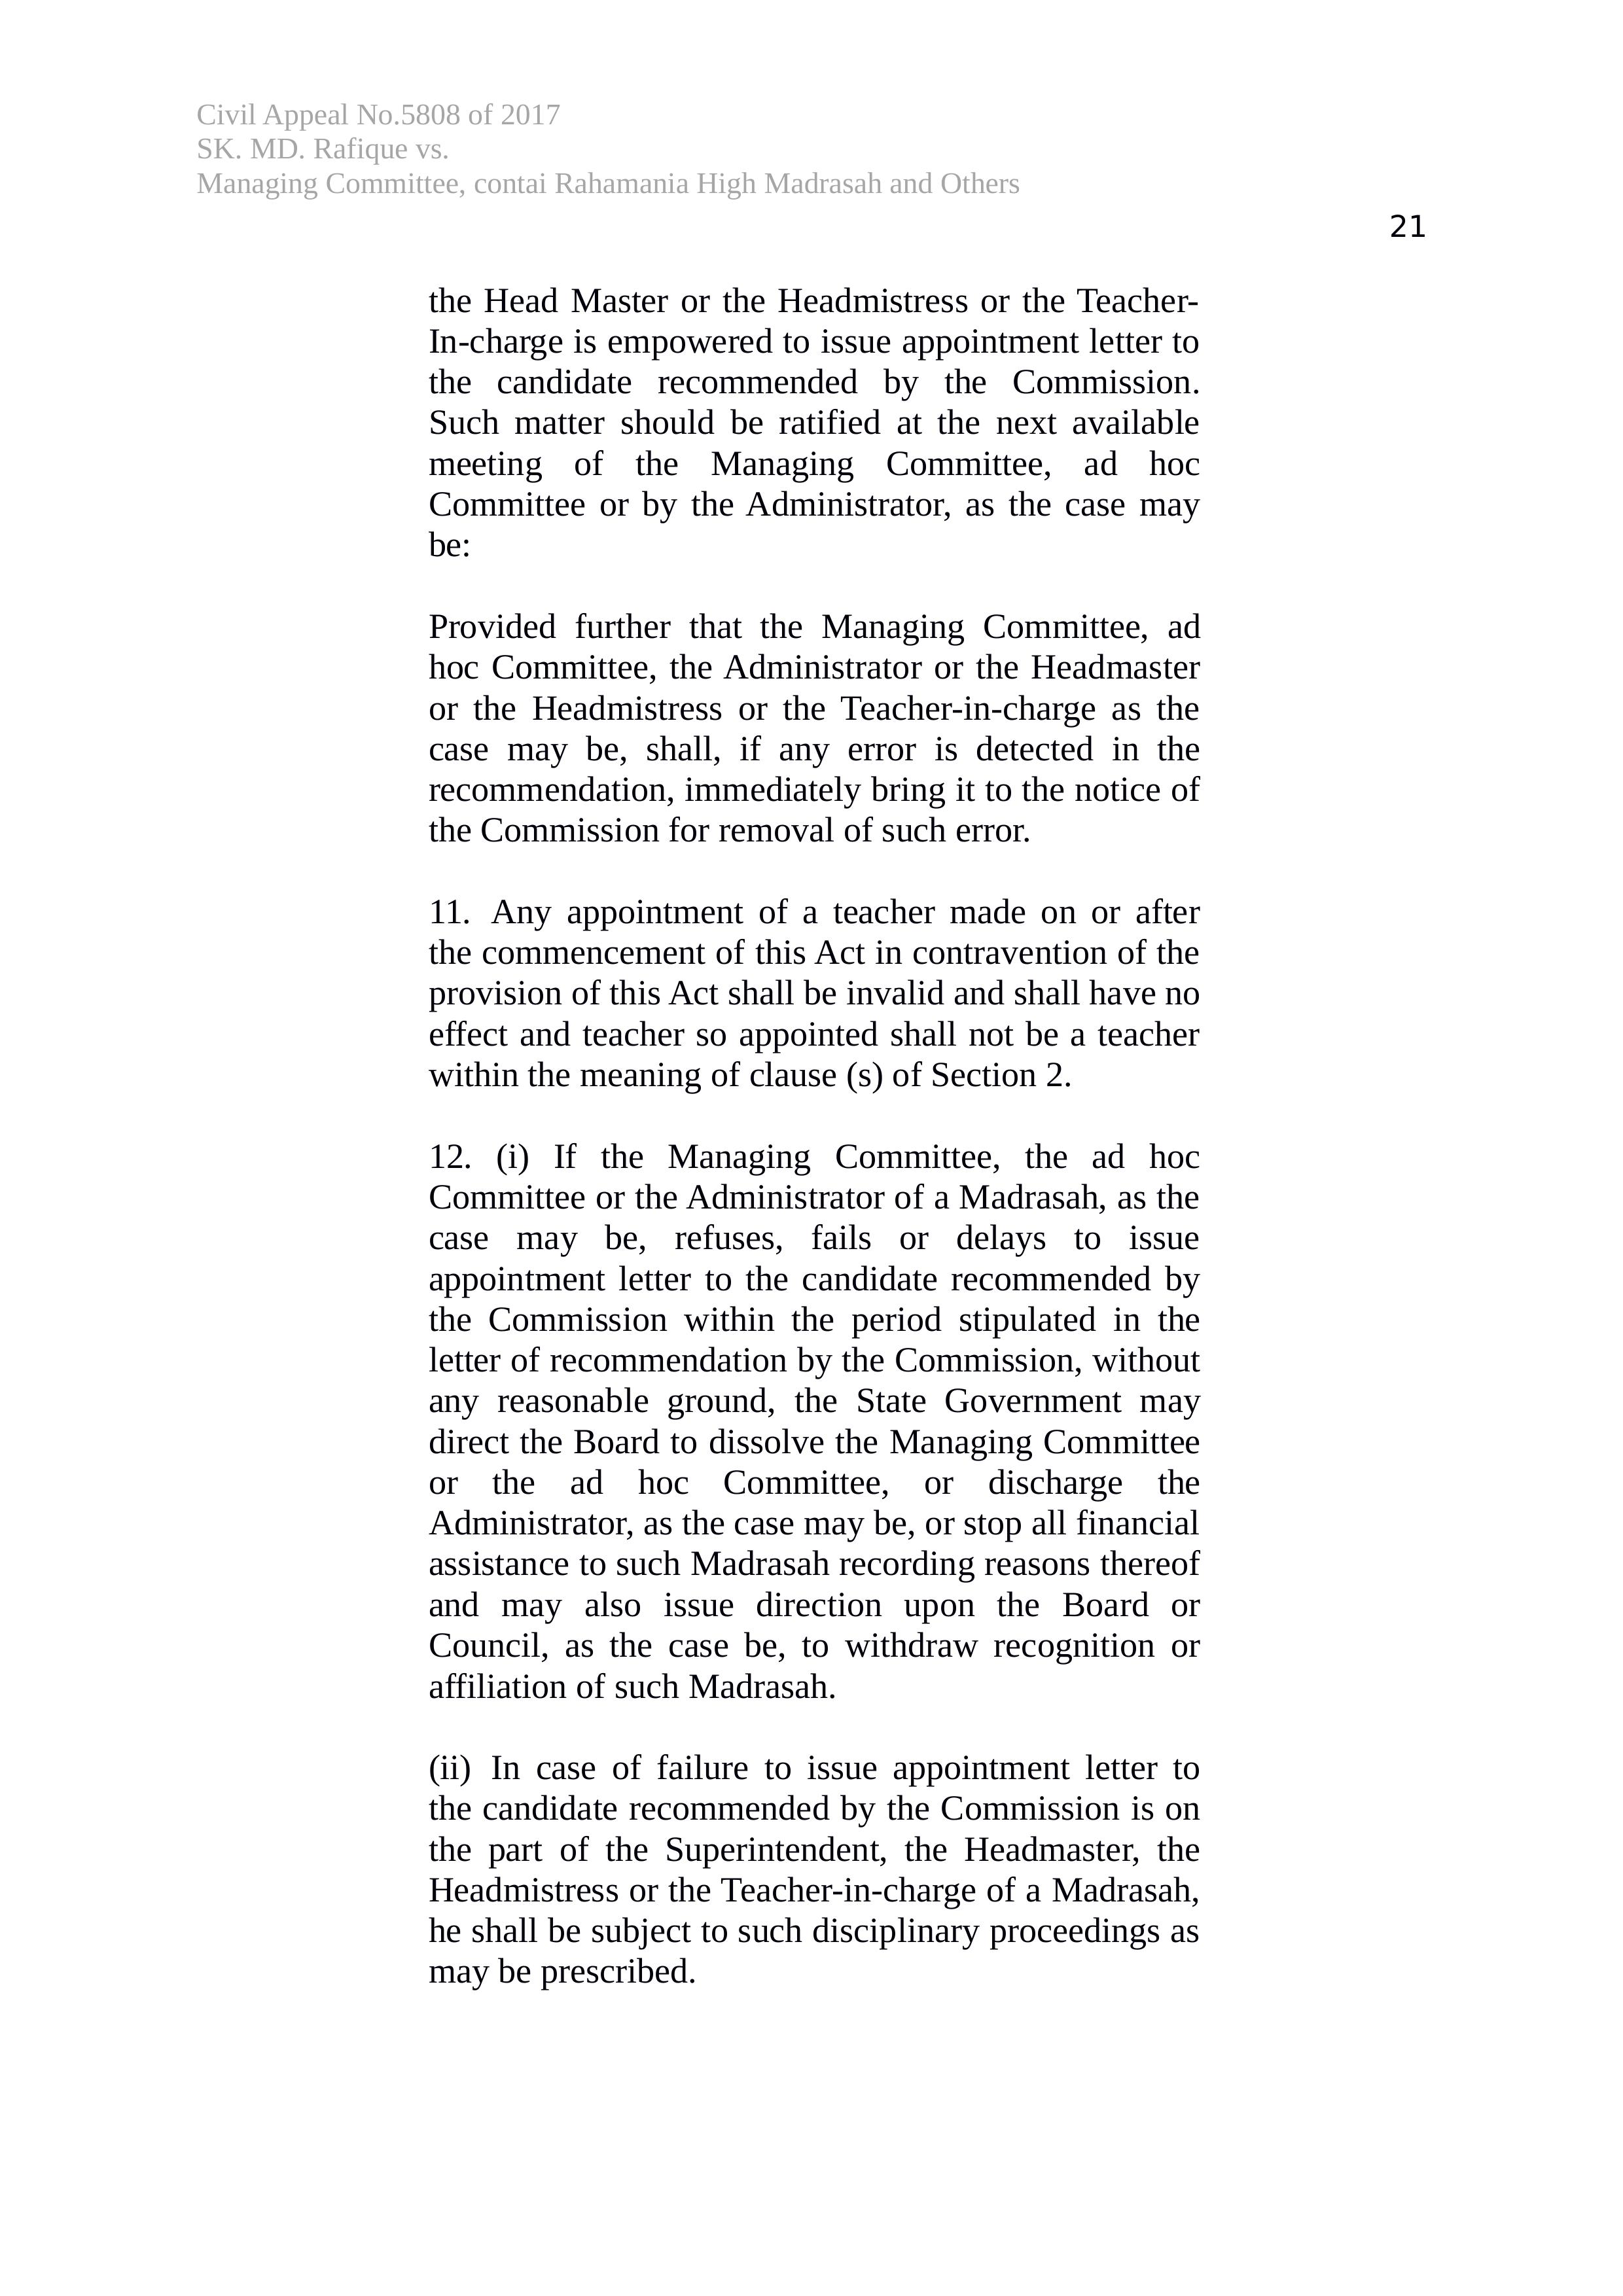 Civil Appeal No.5808 of 2017
SK. MD. Rafique vs.
Managing Committee, contai Rahamania High Madrasah and Others
21
the Head Master or the Headmistress or the Teacher-
In-charge is empowered to issue appointment letter to
the candidate recommended by the Commission.
Such matter should be ratified at the next available
meeting of the Managing Committee, ad hoc
Committee or by the Administrator, as the case may
be:
Provided further that the Managing Committee, ad
hoc Committee, the Administrator or the Headmaster
or the Headmistress or the Teacher-in-charge as the
case may be, shall, if any error is detected in the
recommendation, immediately bring it to the notice of
the Commission for removal of such error.
11. Any appointment of a teacher made on or after
the commencement of this Act in contravention of the
provision of this Act shall be invalid and shall have no
effect and teacher so appointed shall not be a teacher
within the meaning of clause (s) of Section 2.
12. (i) If the Managing Committee, the ad hoc
Committee or the Administrator of a Madrasah, as the
case may be, refuses, fails or delays to issue
appointment letter to the candidate recommended by
the Commission within the period stipulated in the
letter of recommendation by the Commission, without
any reasonable ground, the State Government may
direct the Board to dissolve the Managing Committee
or the ad hoc Committee, or discharge the
Administrator, as the case may be, or stop all financial
assistance to such Madrasah recording reasons thereof
and may also issue direction upon the Board or
Council, as the case be, to withdraw recognition or
affiliation of such Madrasah.
(ii) In case of failure to issue appointment letter to
the candidate recommended by the Commission is on
the part of the Superintendent, the Headmaster, the
Headmistress or the Teacher-in-charge of a Madrasah,
he shall be subject to such disciplinary proceedings as
may be prescribed.